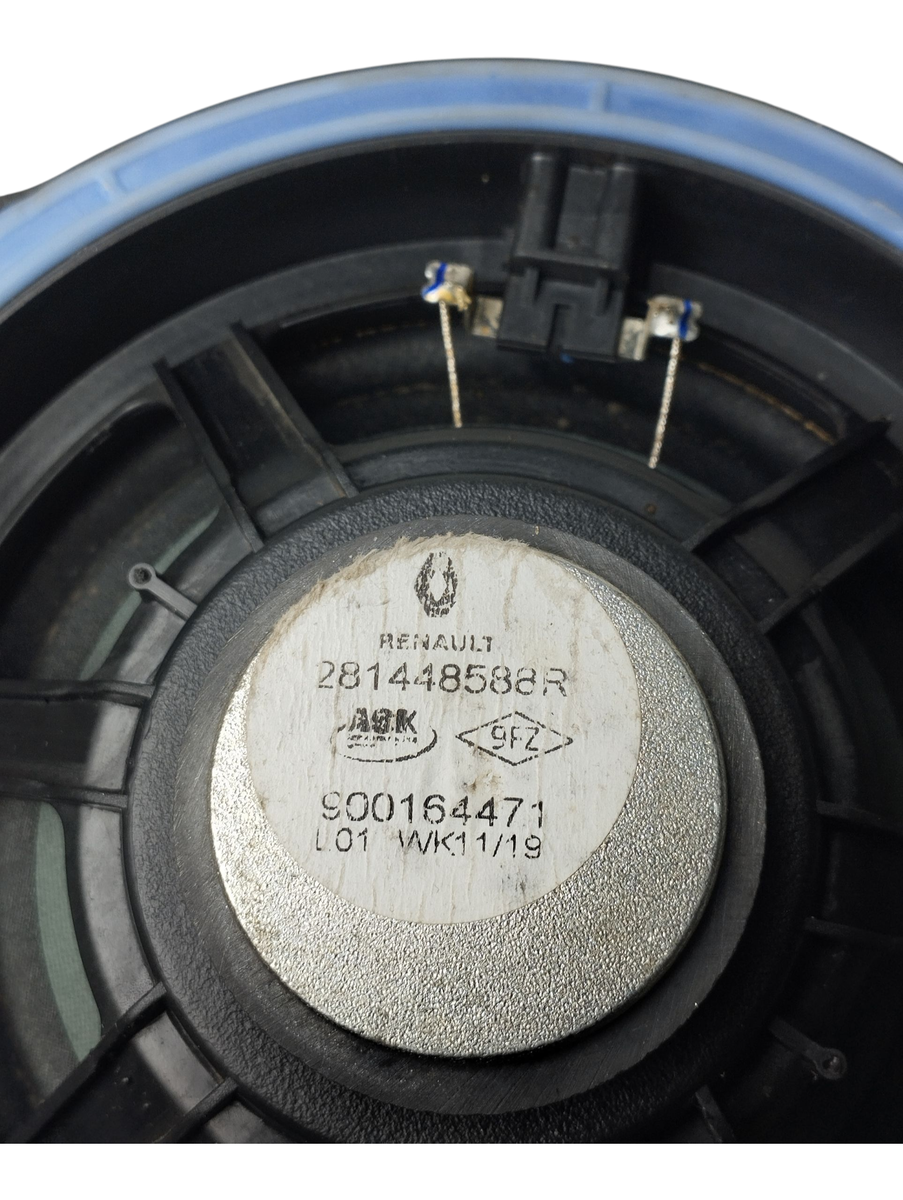 RENAULT
281448588R
ASK
9FZ
900164471
L01 WK11/19